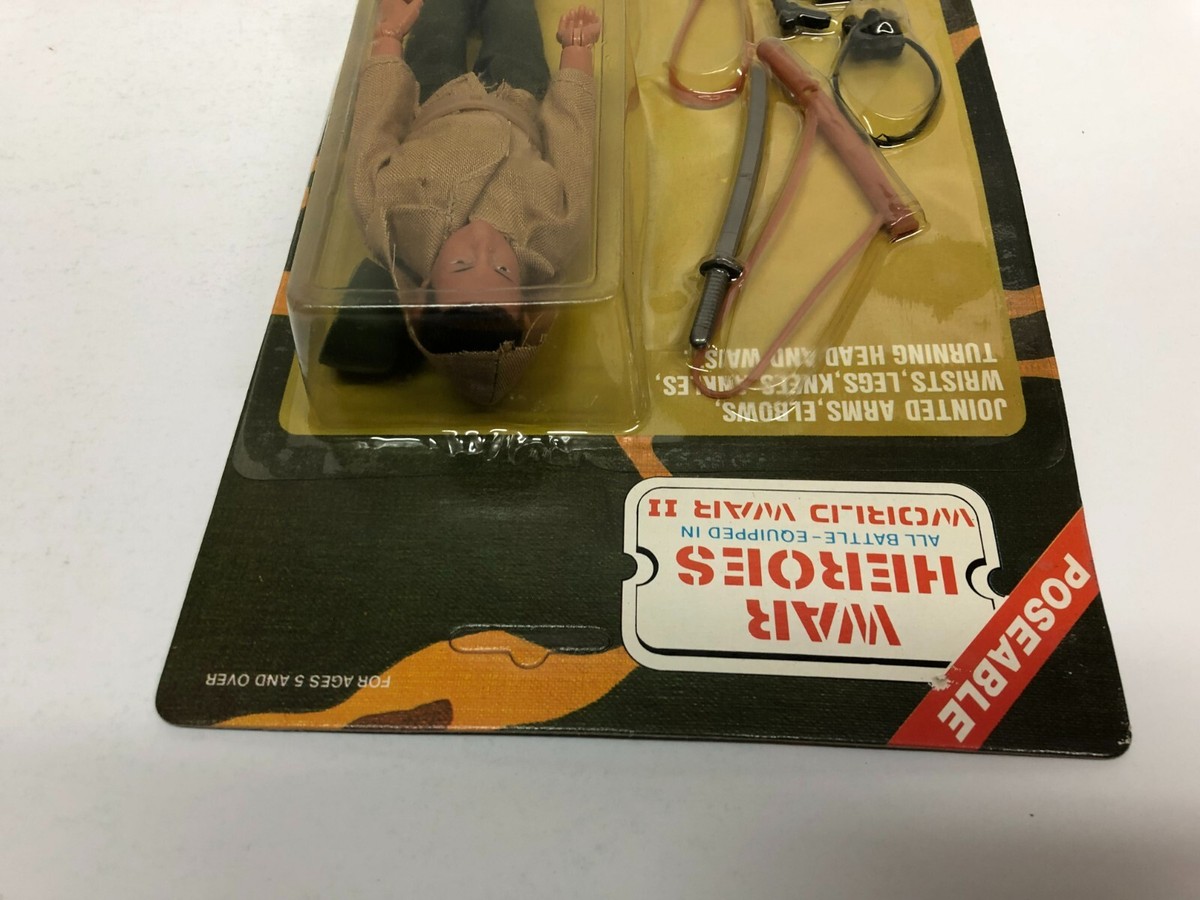 FOR AGES 5 AND OVER
POSEABLE
WAR
HEROES
ALL BATTLE-EQUIPPED IN
WORLD WAR II
JOINTED ARMS, ELBOWS,
WRISTS, LEGS, KNEES, ANKLES,
TURNING HEAD AND WAIS